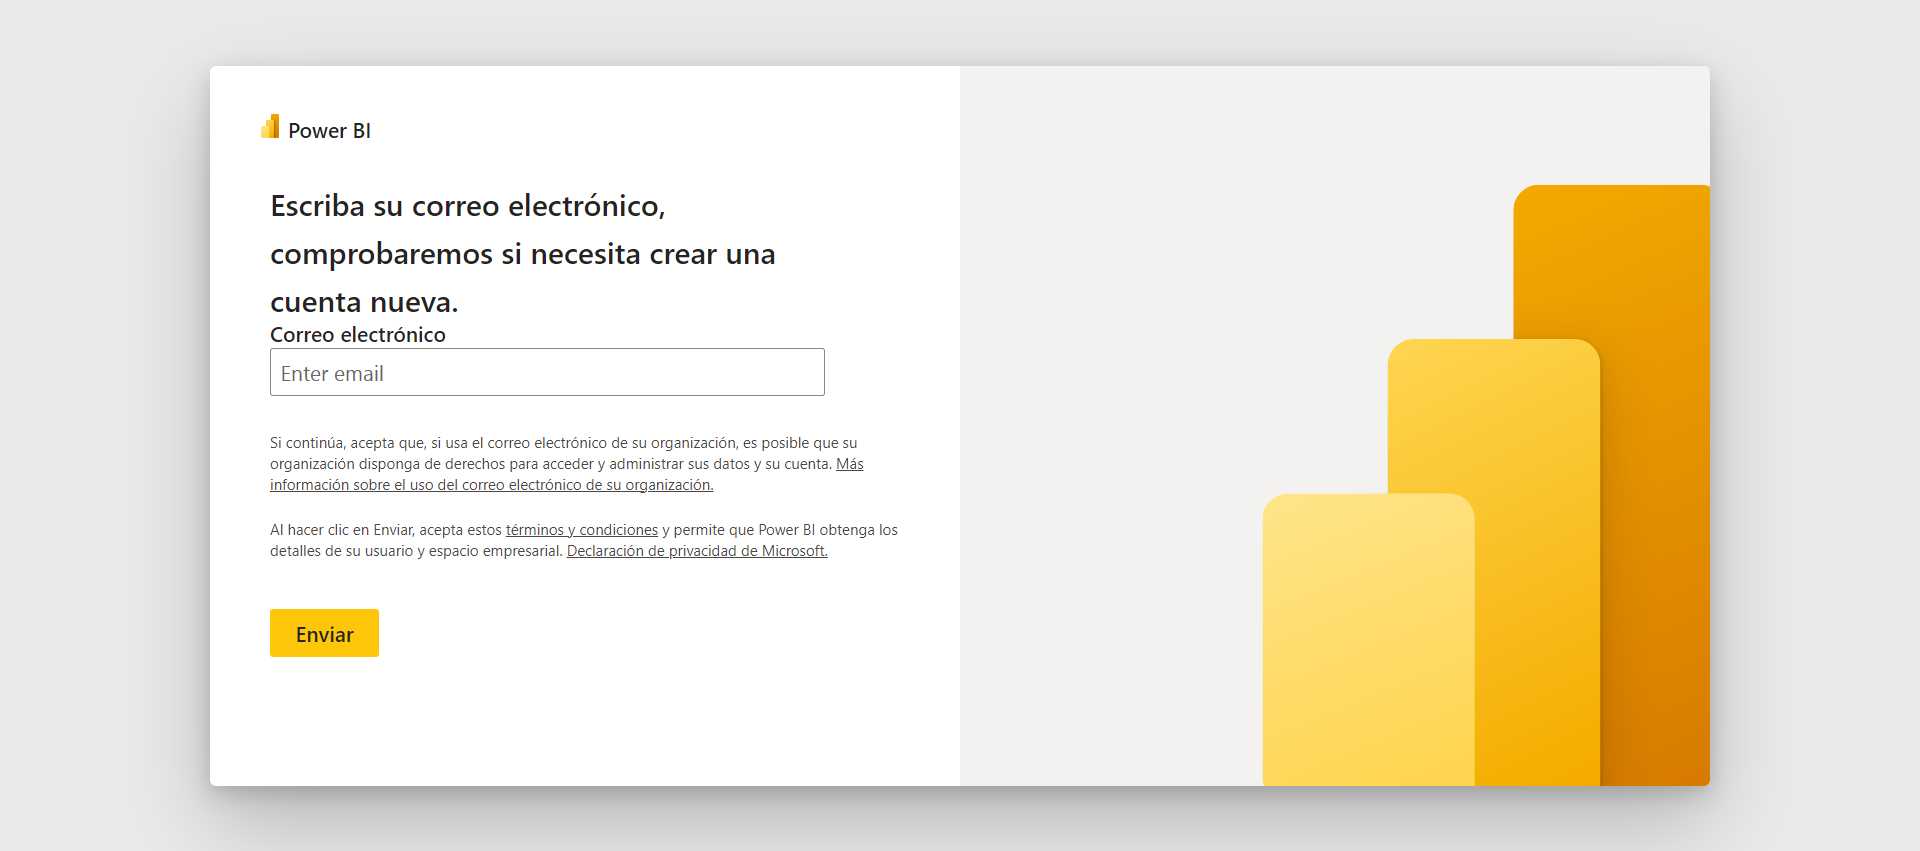 Power BI
Escriba su correo electrónico,
comprobaremos si necesita crear una
cuenta nueva.
Correo electrónico
Enter email
Si continúa, acepta que, si usa el correo electrónico de su organización, es posible que su
organización disponga de derechos para acceder y administrar sus datos y su cuenta. Más
información sobre el uso del correo electrónico de su organización.
Al hacer clic en Enviar, acepta estos términos y condiciones y permite que Power BI obtenga los
detalles de su usuario y espacio empresarial. Declaración de privacidad de Microsoft.
Enviar